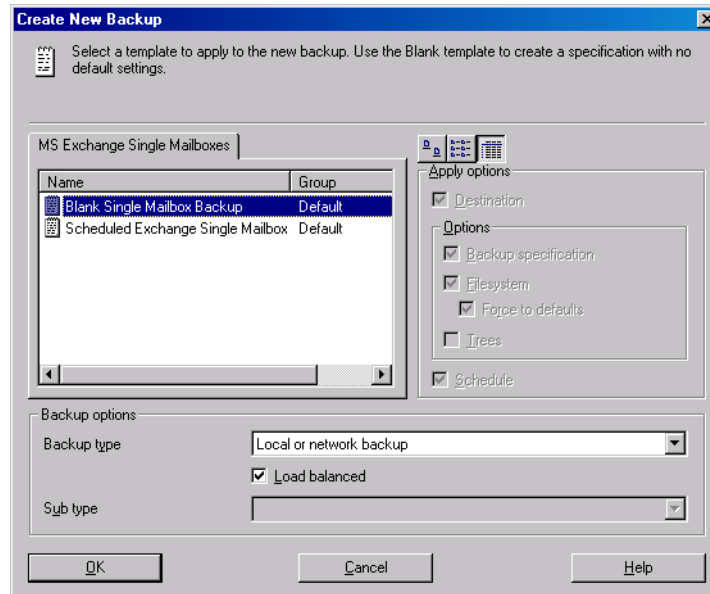 Create New Backup
Select a template to apply to the new backup. Use the Blank template to create a specification with no
default settings.
MS Exchange Single Mailboxes
Name Group
Blank Single Mailbox Backup Default
Scheduled Exchange Single Mailbox Default
Apply options
Destination
Options
Backup specification
Filesystem
Force to defaults
Trees
Schedule
Backup options
Backup type Local or network backup
Load balanced
Sub type
OK Cancel Help